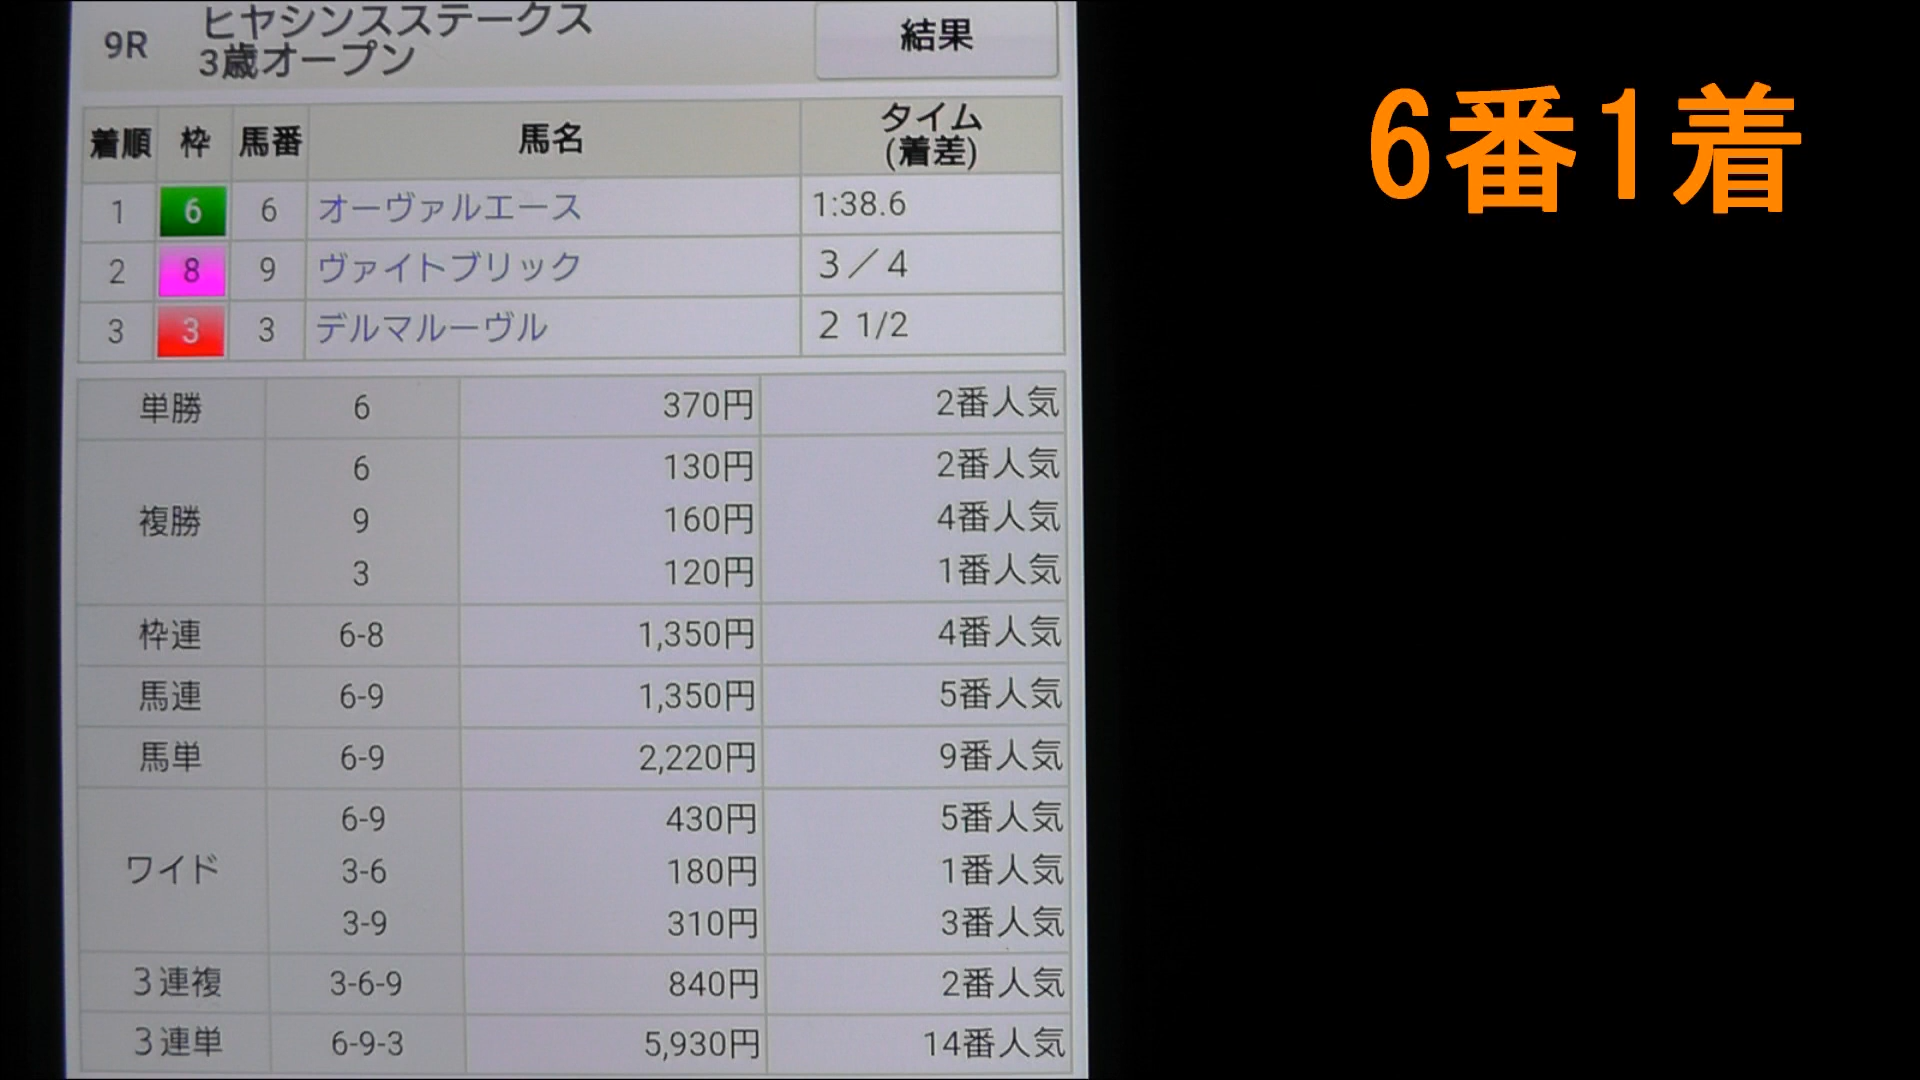 9R
ヒヤシンスステークス
3歳オープン
結果
6番1着
着順 枠 馬番 馬名 タイム
(着差)
1 6 6 オーヴァルエース 1:38.6
2 8 9 ヴァイトブリック 3／4
3 3 3 デルマルーヴル 2 1/2
単勝 6 370円 2番人気
複勝
6 130円 2番人気
9 160円 4番人気
3 120円 1番人気
枠連 6-8 1,350円 4番人気
馬連 6-9 1,350円 5番人気
馬単 6-9 2,220円 9番人気
ワイド
6-9 430円 5番人気
3-6 180円 1番人気
3-9 310円 3番人気
３連複 3-6-9 840円 2番人気
３連単 6-9-3 5,930円 14番人気